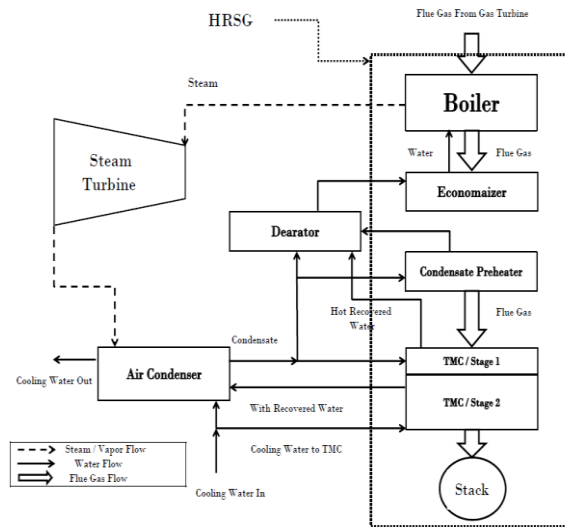 Flue Gas From Gas Turbine
HRSG
Steam
Boiler
Water
Flue Gas
Steam
Turbine
Economaizer
Dearator
Condensate Preheater
Hot Recovered
Water
Flue Gas
Condensate
TMC / Stage 1
Air Condenser
Cooling Water Out
TMC / Stage 2
With Recovered Water
Cooling Water to TMC
Steam / Vapor Flow
Water Flow
Flue Gas Flow
Cooling Water In
Stack